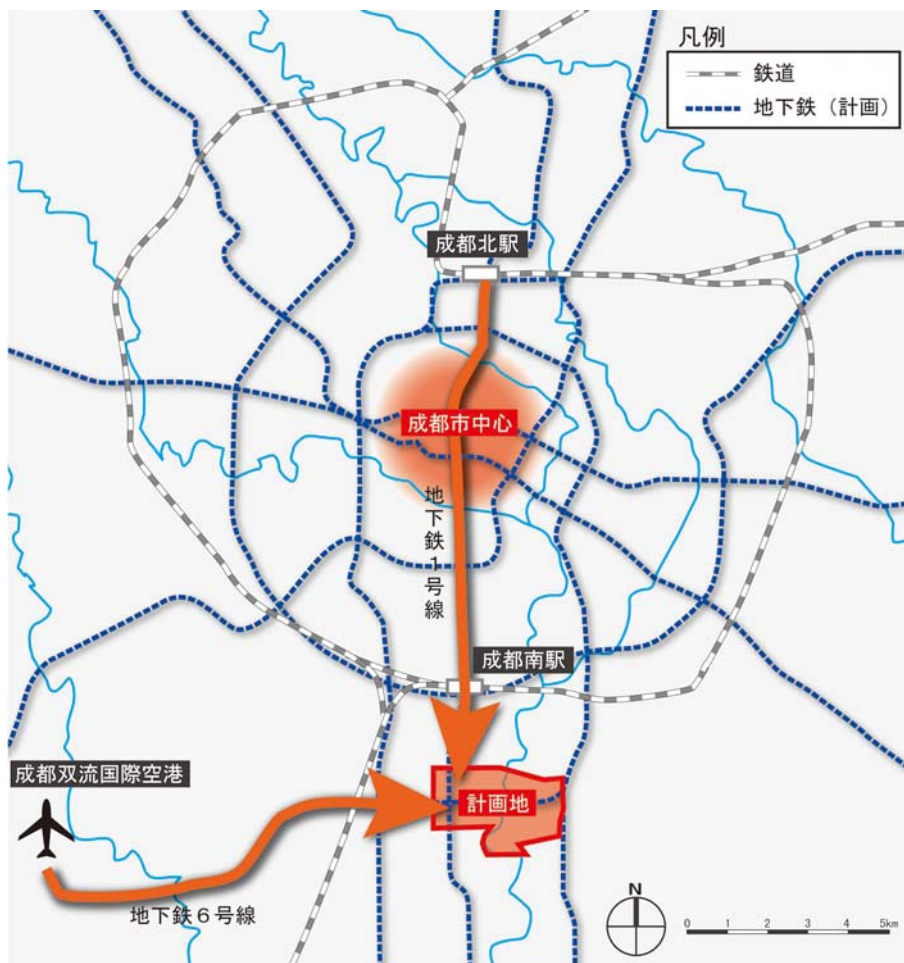 凡例
鉄道
地下鉄（計画）
成都北駅
成都市中心
地下鉄１号線
成都南駅
成都双流国際空港
計画地
地下鉄６号線
N
0 1 2 3 4 5km